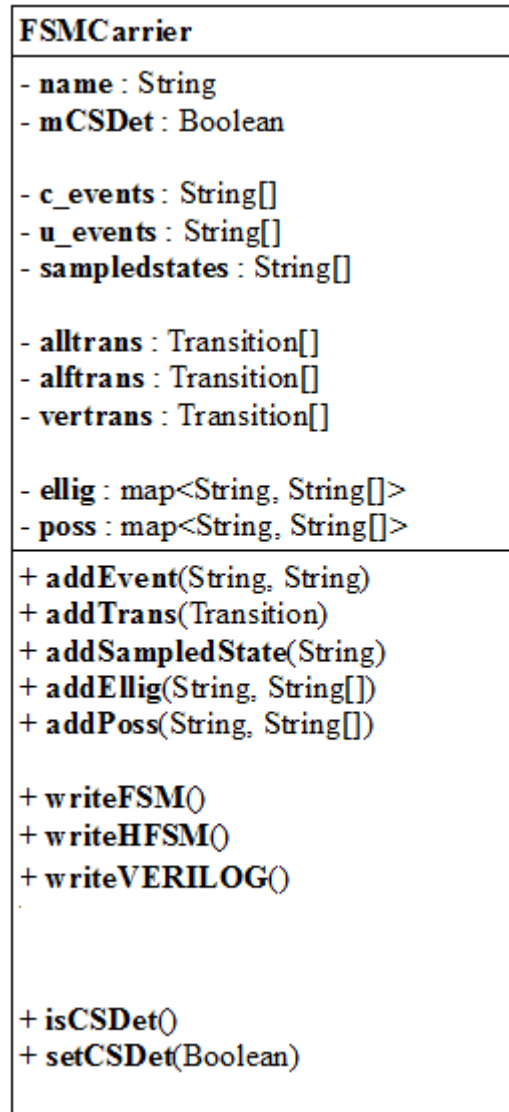 FSMCarrier
- name : String
- mCSDet : Boolean
- c_events : String[]
- u_events : String[]
- sampledstates : String[]
- alltrans : Transition[]
- alftrans : Transition[]
- vertrans : Transition[]
- ellig : map<String, String[]>
- poss : map<String, String[]>
+ addEvent(String, String)
+ addTrans(Transition)
+ addSampledState(String)
+ addEllig(String, String[])
+ addPoss(String, String[])
+ writeFSM()
+ writeHFSM()
+ writeVERILOG()
+ isCSDet()
+ setCSDet(Boolean)